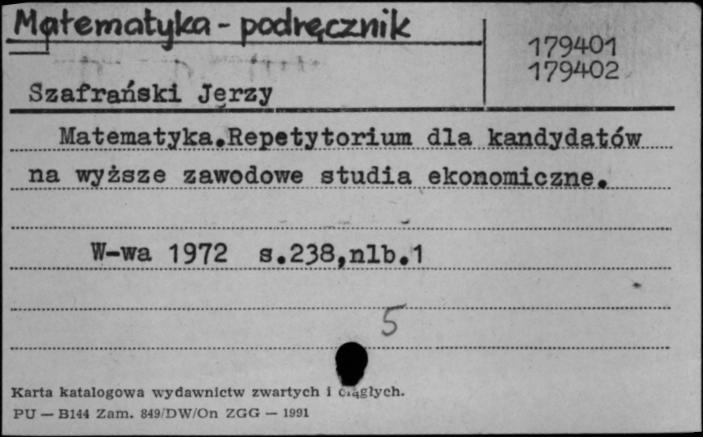 Matematyka - podręcznik
179401
179402
Szafrański Jerzy
Matematyka.Repetytorium dla kandydatów
na wyższe zawodowe studia ekonomiczne.
W-wa 1972 s.238,nlb.1
5
Karta katalogowa wydawnictw zwartych i ciągłych.
PU — B144 Zam. 849/DW/On ZGG — 1991